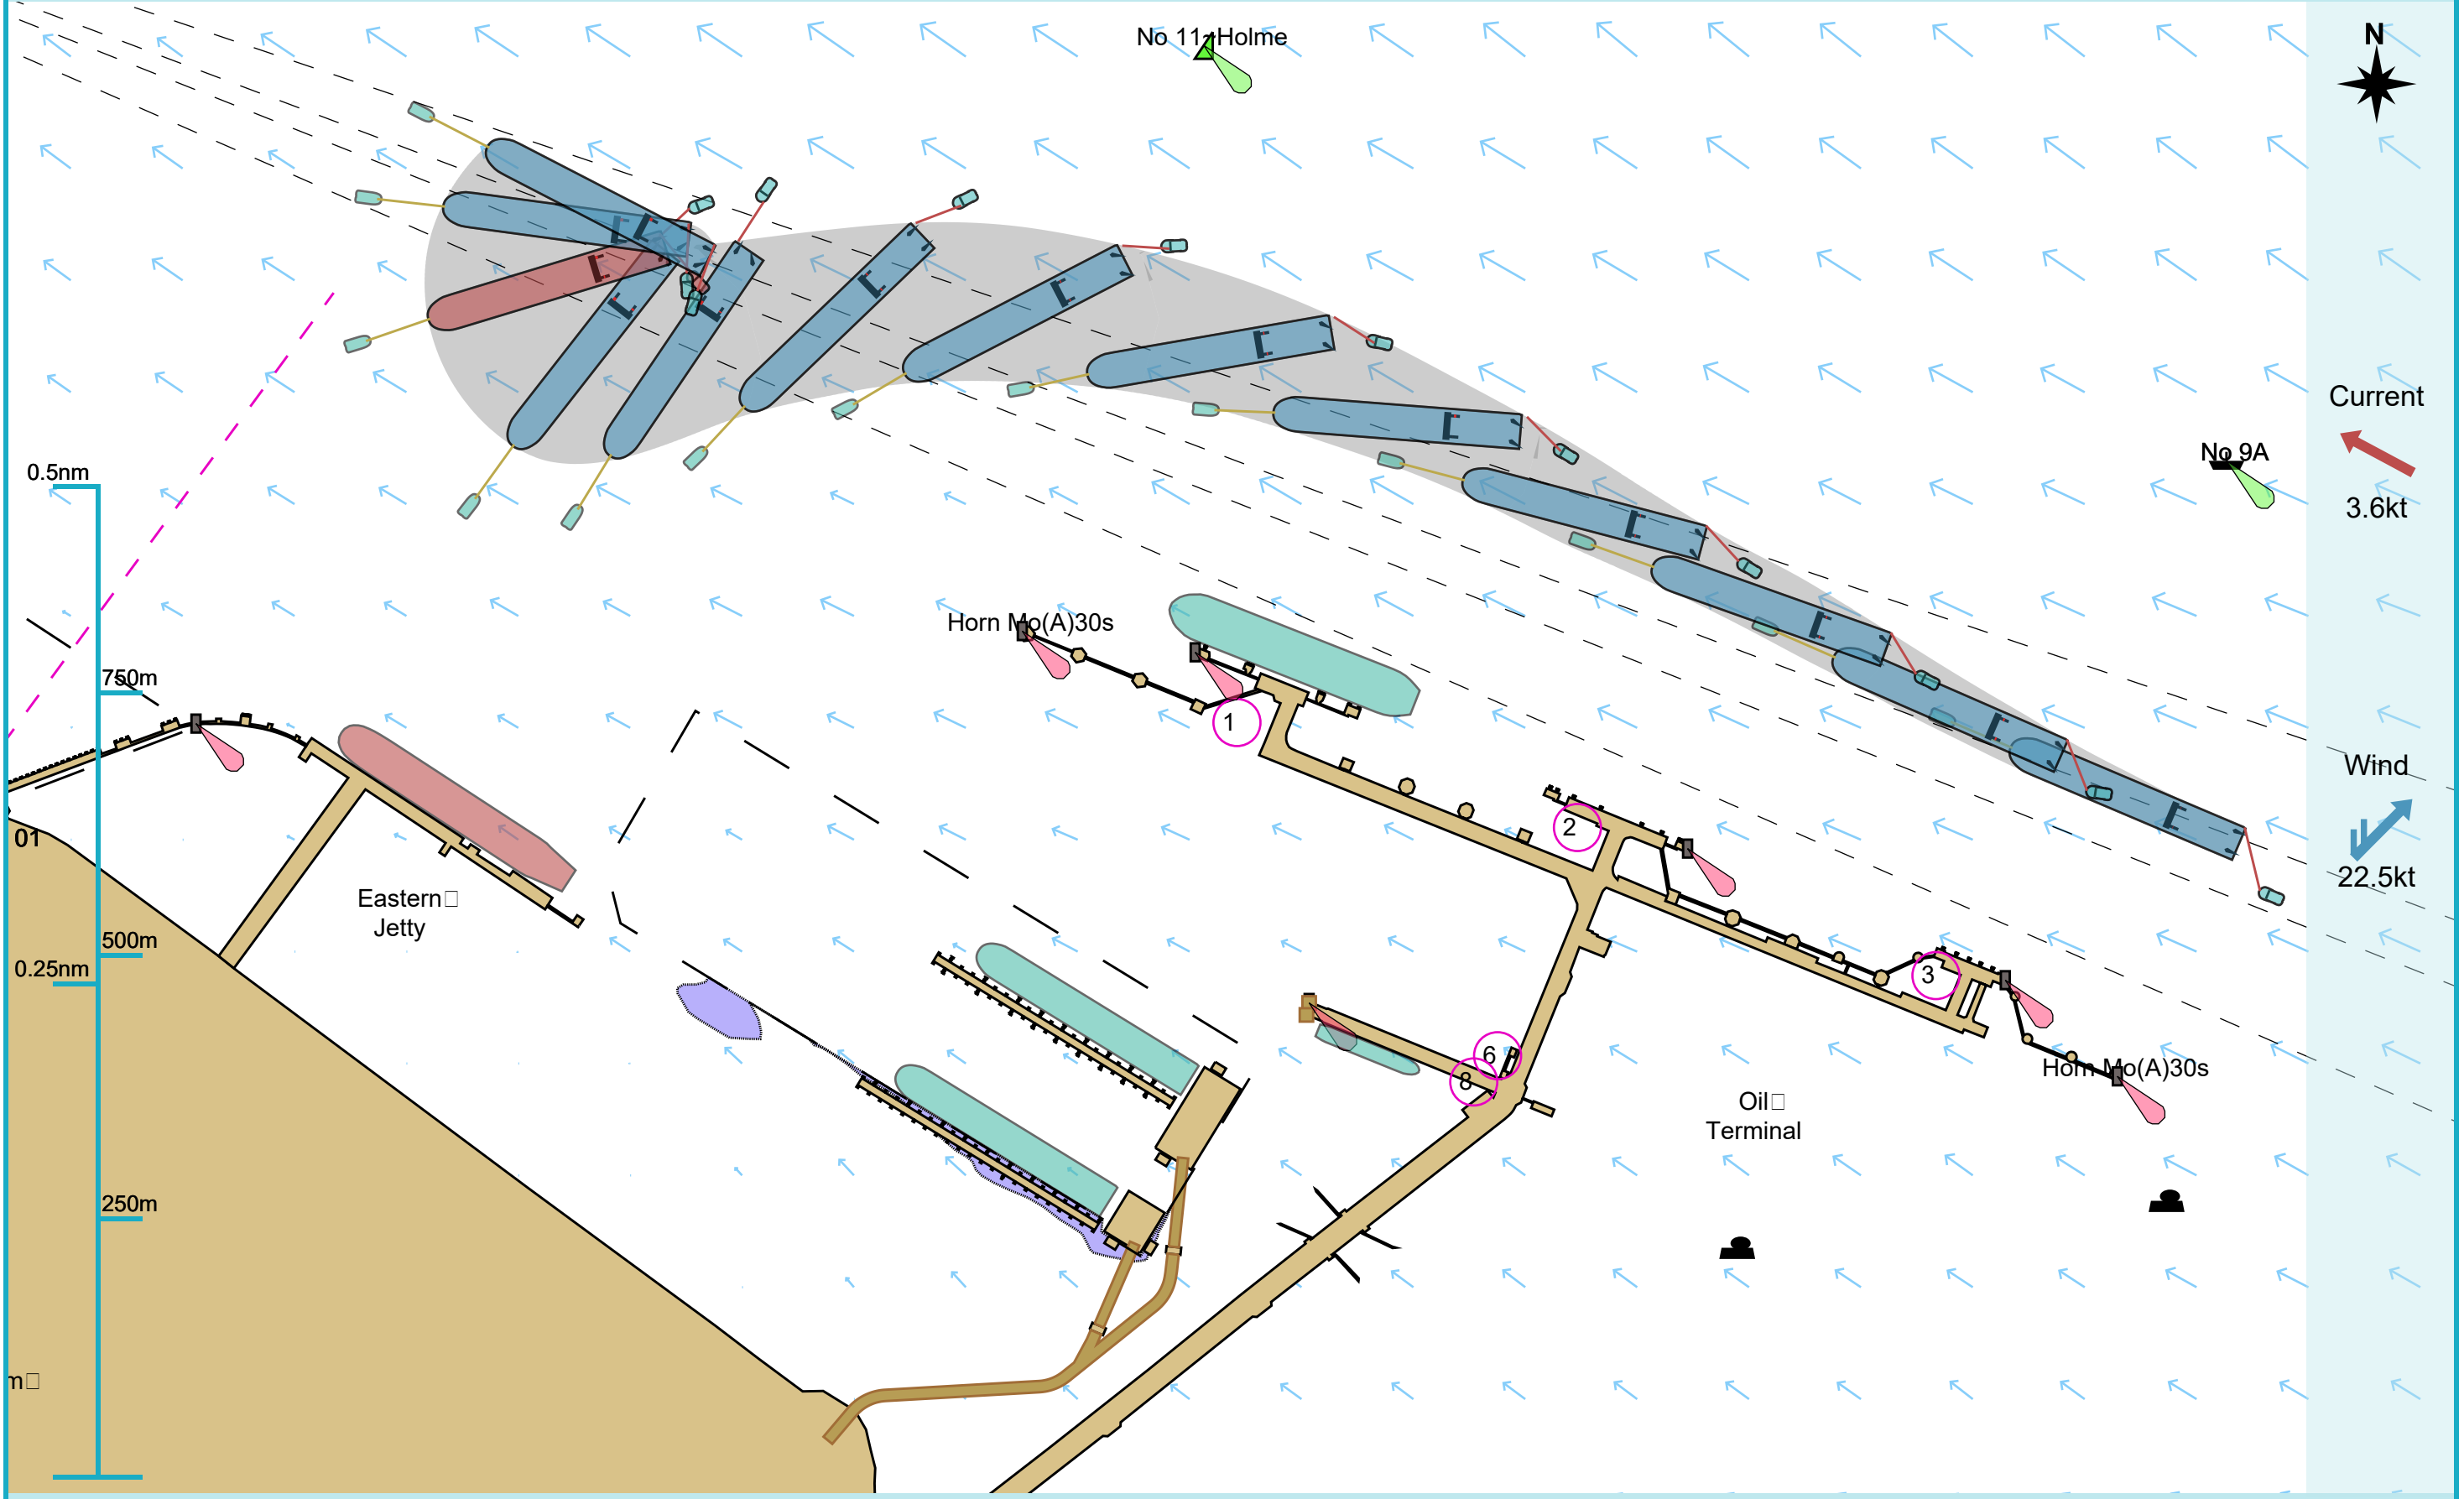 No 11 Holme
N
Current
3.6kt
No 9A
0.5nm
Horn Mo(A)30s
750m
1
Wind
22.5kt
2
01
Eastern
Jetty
500m
0.25nm
3
6
8
Horn Mo(A)30s
Oil
Terminal
250m
m